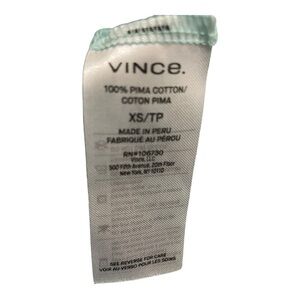 VINCE.
100% PIMA COTTON/
COTON PIMA
XS/TP
MADE IN PERU
FABRIQUÉ AU PÉROU
RN#106730
Vince, LLC
500 Fifth Avenue, 20th Floor
New York, NY 10110
SEE REVERSE FOR CARE
VOIR AU VERSO POUR LES SOINS